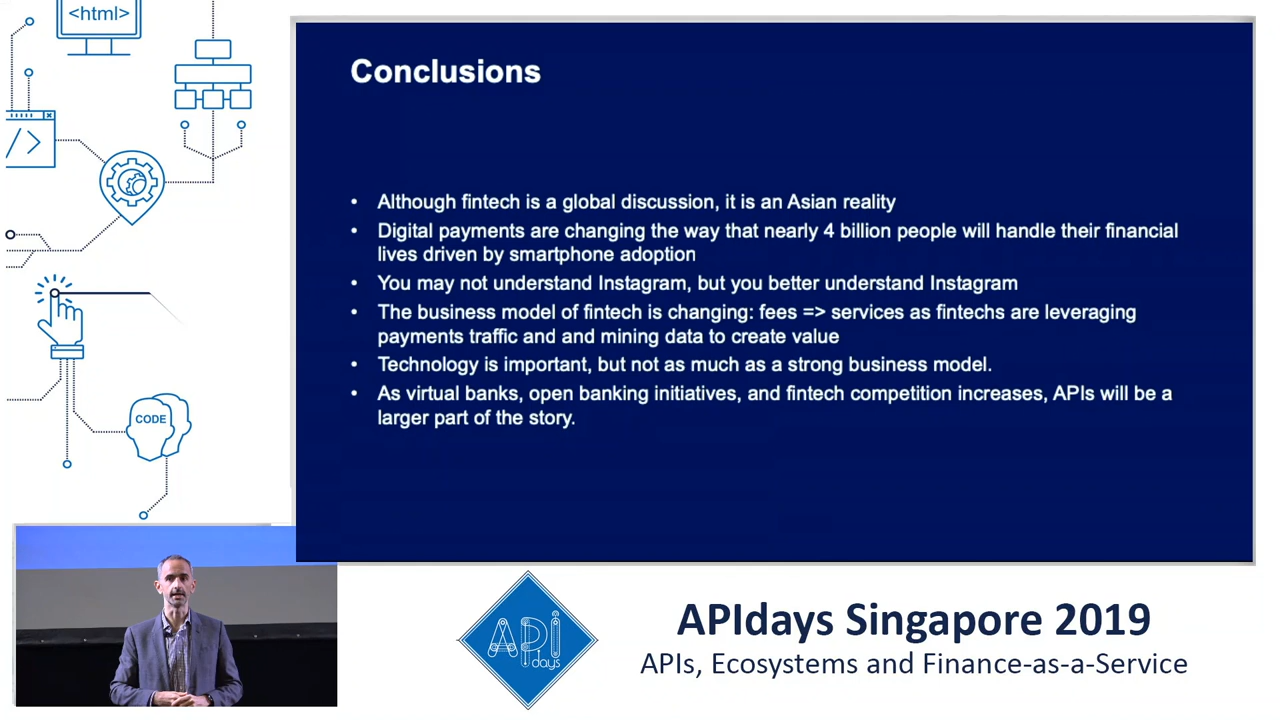 <html>
</>
CODE
Conclusions
• Although fintech is a global discussion, it is an Asian reality
• Digital payments are changing the way that nearly 4 billion people will handle their financial
lives driven by smartphone adoption
• You may not understand Instagram, but you better understand Instagram
• The business model of fintech is changing: fees => services as fintechs are leveraging
payments traffic and and mining data to create value
• Technology is important, but not as much as a strong business model.
• As virtual banks, open banking initiatives, and fintech competition increases, APIs will be a
larger part of the story.
API
days
APIdays Singapore 2019
APIs, Ecosystems and Finance-as-a-Service